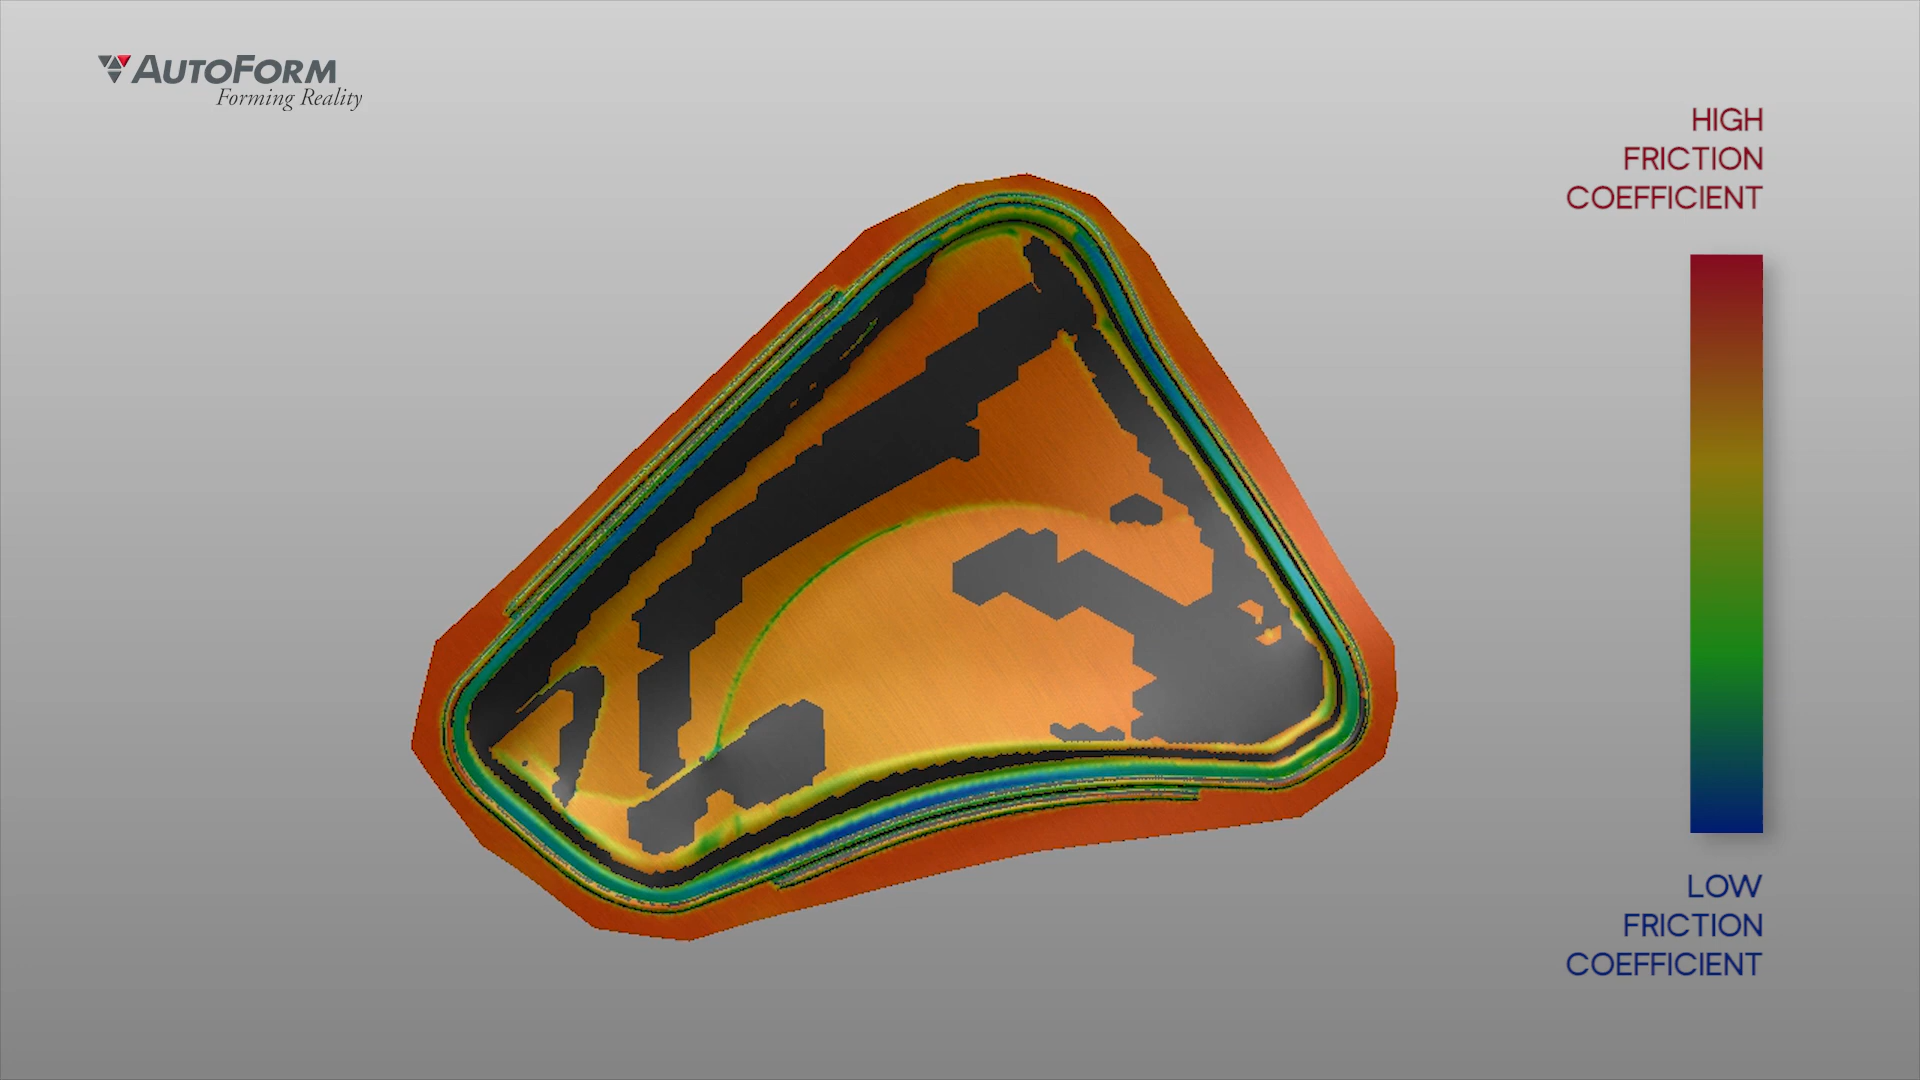 AUTOFORM
Forming Reality
HIGH
FRICTION
COEFFICIENT
LOW
FRICTION
COEFFICIENT